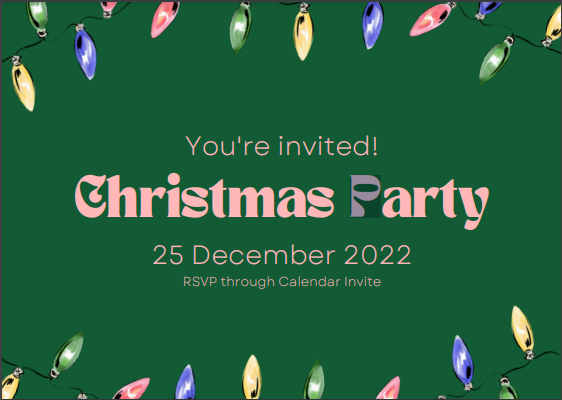 You're invited!
Christmas Party
25 December 2022
RSVP through Calendar Invite